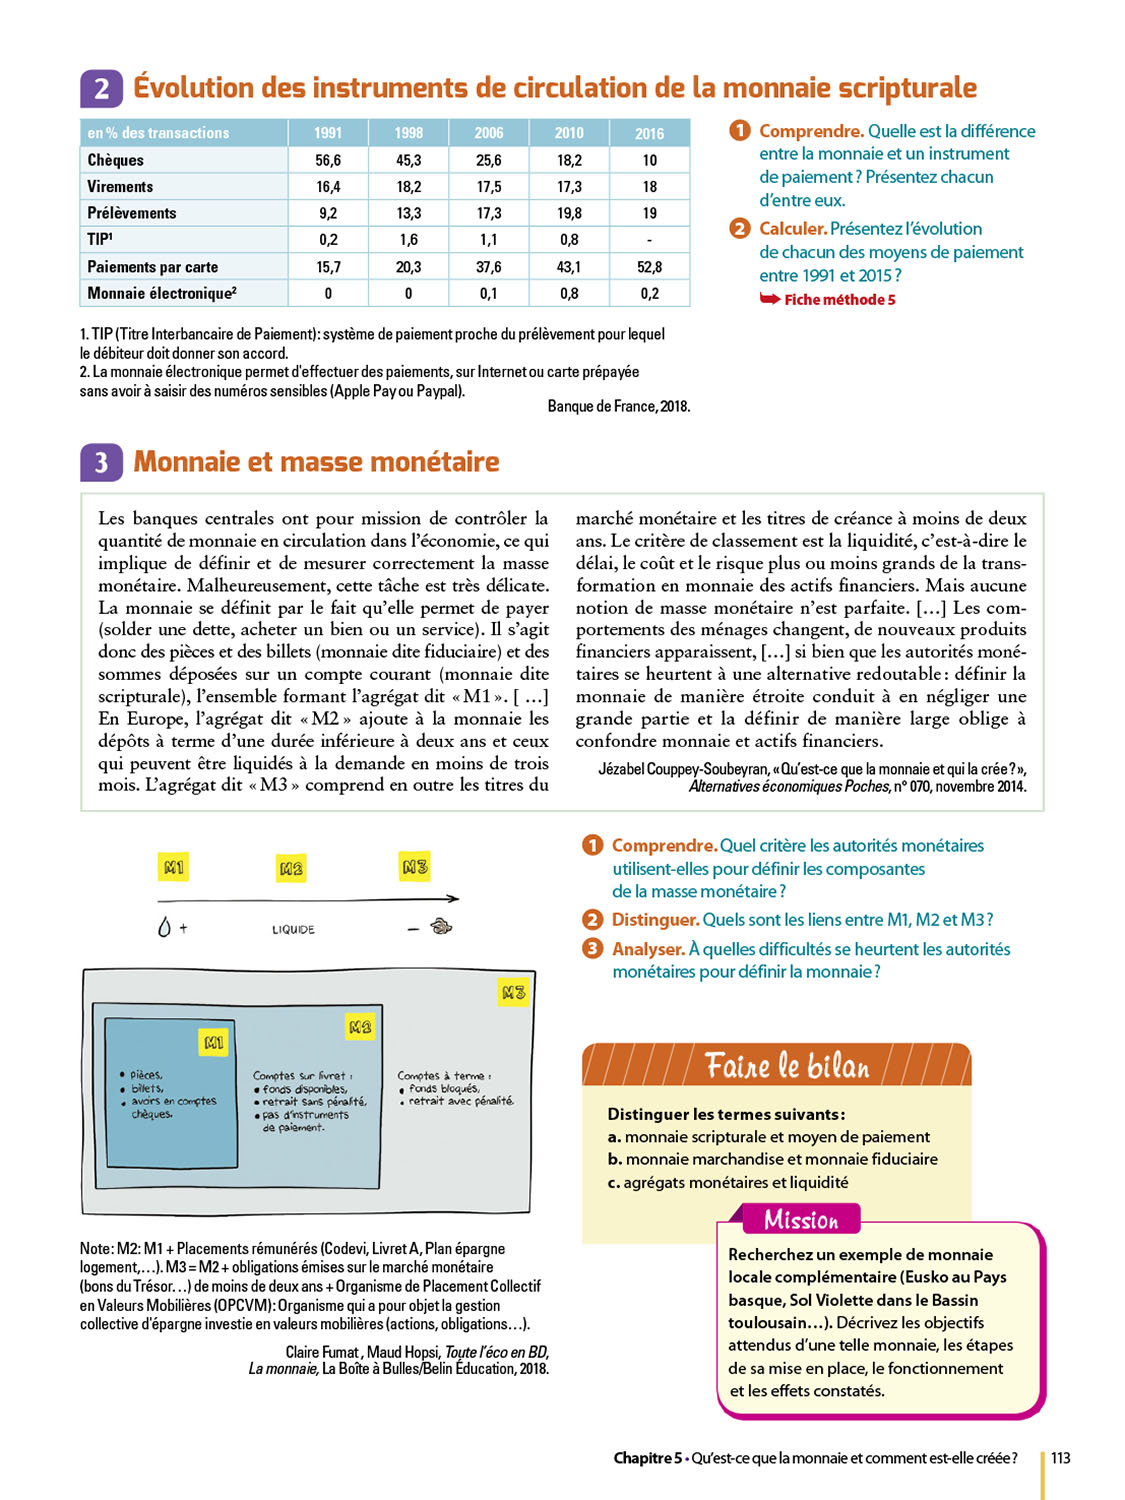 2 Évolution des instruments de circulation de la monnaie scripturale
en % des transactions 1991 1998 2006 2010 2016
Chèques 56,6 45,3 25,6 18,2 10
Virements 16,4 18,2 17,5 17,3 18
Prélèvements 9,2 13,3 17,3 19,8 19
TIP¹ 0,2 1,6 1,1 0,8 -
Paiements par carte 15,7 20,3 37,6 43,1 52,8
Monnaie électronique² 0 0 0,1 0,8 0,2
1. TIP (Titre Interbancaire de Paiement) : système de paiement proche du prélèvement pour lequel
le débiteur doit donner son accord.
2. La monnaie électronique permet d'effectuer des paiements, sur Internet ou carte prépayée
sans avoir à saisir des numéros sensibles (Apple Pay ou Paypal).
Banque de France, 2018.
1 Comprendre. Quelle est la différence
entre la monnaie et un instrument
de paiement ? Présentez chacun
d'entre eux.
2 Calculer. Présentez l'évolution
de chacun des moyens de paiement
entre 1991 et 2015 ?
➥ Fiche méthode 5
3 Monnaie et masse monétaire
Les banques centrales ont pour mission de contrôler la
quantité de monnaie en circulation dans l'économie, ce qui
implique de définir et de mesurer correctement la masse
monétaire. Malheureusement, cette tâche est très délicate.
La monnaie se définit par le fait qu'elle permet de payer
(solder une dette, acheter un bien ou un service). Il s'agit
donc des pièces et des billets (monnaie dite fiduciaire) et des
sommes déposées sur un compte courant (monnaie dite
scripturale), l'ensemble formant l'agrégat dit « M1 ». [ …]
En Europe, l'agrégat dit « M2 » ajoute à la monnaie les
dépôts à terme d'une durée inférieure à deux ans et ceux
qui peuvent être liquidés à la demande en moins de trois
mois. L'agrégat dit « M3 » comprend en outre les titres du
marché monétaire et les titres de créance à moins de deux
ans. Le critère de classement est la liquidité, c'est-à-dire le
délai, le coût et le risque plus ou moins grands de la trans-
formation en monnaie des actifs financiers. Mais aucune
notion de masse monétaire n'est parfaite. […] Les com-
portements des ménages changent, de nouveaux produits
financiers apparaissent, […] si bien que les autorités moné-
taires se heurtent à une alternative redoutable : définir la
monnaie de manière étroite conduit à en négliger une
grande partie et la définir de manière large oblige à
confondre monnaie et actifs financiers.
Jézabel Couppey-Soubeyran, « Qu'est-ce que la monnaie et qui la crée ? »,
Alternatives économiques Poches, n° 070, novembre 2014.
M1 M2 M3
+ LIQUIDE –
M3
M2
M1
• pièces,
• billets,
• avoirs en comptes
chèques.
Comptes sur livret :
• fonds disponibles,
• retrait sans pénalité,
• pas d'instruments
de paiement.
Comptes à terme :
• fonds bloqués,
• retrait avec pénalité.
Note : M2 : M1 + Placements rémunérés (Codevi, Livret A, Plan épargne
logement,…). M3 = M2 + obligations émises sur le marché monétaire
(bons du Trésor…) de moins de deux ans + Organisme de Placement Collectif
en Valeurs Mobilières (OPCVM) : Organisme qui a pour objet la gestion
collective d'épargne investie en valeurs mobilières (actions, obligations…).
Claire Fumat , Maud Hopsi, Toute l'éco en BD,
La monnaie, La Boîte à Bulles/Belin Éducation, 2018.
1 Comprendre. Quel critère les autorités monétaires
utilisent-elles pour définir les composantes
de la masse monétaire ?
2 Distinguer. Quels sont les liens entre M1, M2 et M3 ?
3 Analyser. À quelles difficultés se heurtent les autorités
monétaires pour définir la monnaie ?
Faire le bilan
Distinguer les termes suivants :
a. monnaie scripturale et moyen de paiement
b. monnaie marchandise et monnaie fiduciaire
c. agrégats monétaires et liquidité
Mission
Recherchez un exemple de monnaie
locale complémentaire (Eusko au Pays
basque, Sol Violette dans le Bassin
toulousain…). Décrivez les objectifs
attendus d'une telle monnaie, les étapes
de sa mise en place, le fonctionnement
et les effets constatés.
Chapitre 5 • Qu'est-ce que la monnaie et comment est-elle créée ? 113